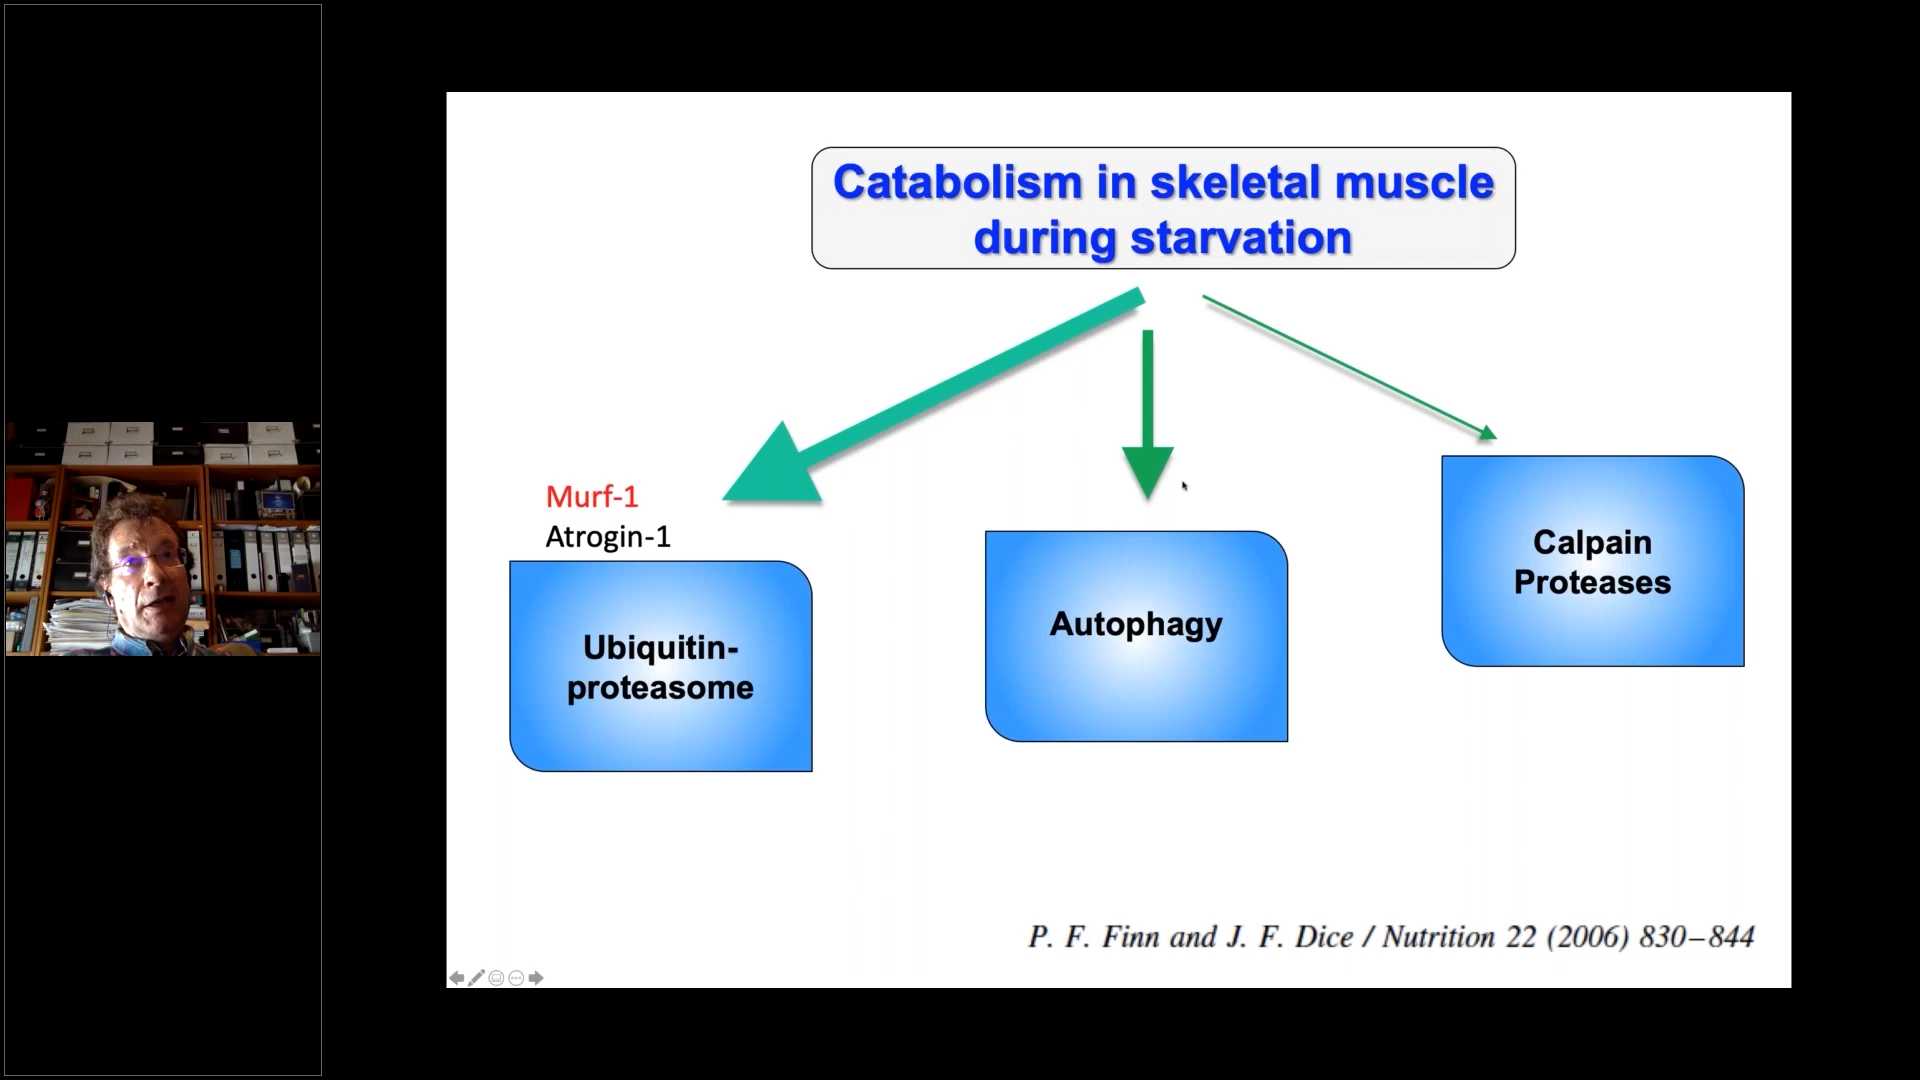 Catabolism in skeletal muscle
during starvation
Murf-1
Atrogin-1
Ubiquitin-
proteasome
Autophagy
Calpain
Proteases
P. F. Finn and J. F. Dice / Nutrition 22 (2006) 830–844